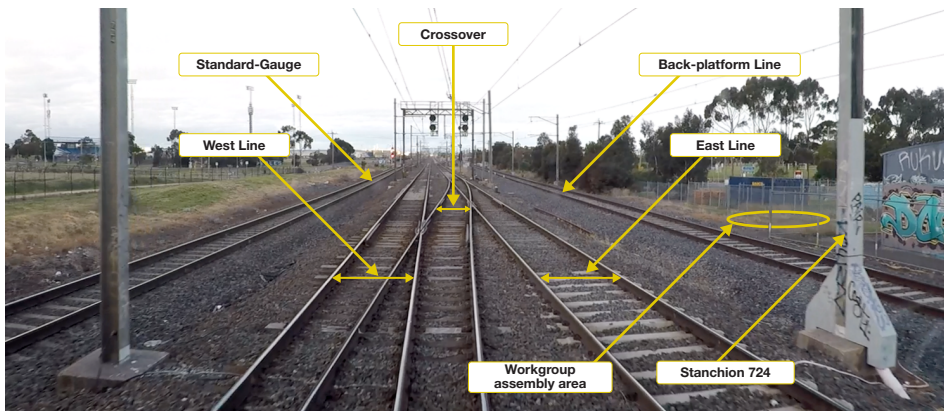 Crossover
Standard-Gauge
Back-platform Line
West Line
East Line
Workgroup
assembly area
Stanchion 724